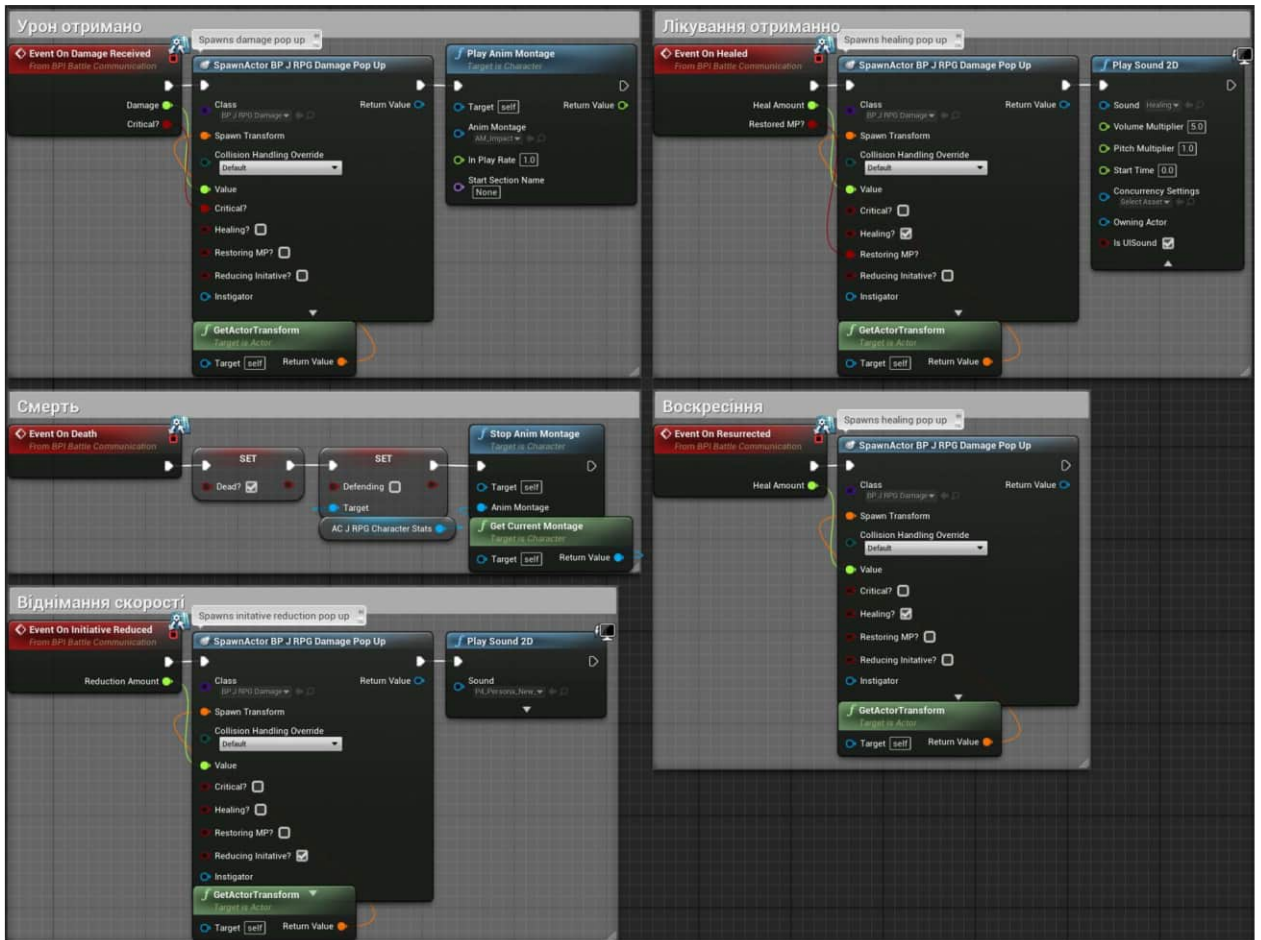 Урон отримано
Spawns damage pop up
Event On Damage Received
From BPI Battle Communication
Damage
Critical?
SpawnActor BP J RPG Damage Pop Up
Class
BP J RPG Damage
Return Value
Spawn Transform
Collision Handling Override
Default
Value
Critical?
Healing?
Restoring MP?
Reducing Initative?
Instigator
GetActorTransform
Target is Actor
Target self
Return Value
Play Anim Montage
Target is Character
Target self
Return Value
Anim Montage
AM_Impact
In Play Rate 1.0
Start Section Name
None
Лікування отриманно
Spawns healing pop up
Event On Healed
From BPI Battle Communication
Heal Amount
Restored MP?
SpawnActor BP J RPG Damage Pop Up
Class
BP J RPG Damage
Return Value
Spawn Transform
Collision Handling Override
Default
Value
Critical?
Healing?
Restoring MP?
Reducing Initative?
Instigator
GetActorTransform
Target is Actor
Target self
Return Value
Play Sound 2D
Sound Healing
Volume Multiplier 5.0
Pitch Multiplier 1.0
Start Time 0.0
Concurrency Settings
Select Asset
Owning Actor
Is UISound
Смерть
Event On Death
From BPI Battle Communication
SET
Dead?
SET
Defending
Target
AC J RPG Character Stats
Stop Anim Montage
Target is Character
Target self
Anim Montage
Get Current Montage
Target is Character
Target self
Return Value
Воскресіння
Spawns healing pop up
Event On Resurrected
From BPI Battle Communication
Heal Amount
SpawnActor BP J RPG Damage Pop Up
Class
BP J RPG Damage
Return Value
Spawn Transform
Collision Handling Override
Default
Value
Critical?
Healing?
Restoring MP?
Reducing Initative?
Instigator
GetActorTransform
Target is Actor
Target self
Return Value
Віднімання скорості
Spawns initative reduction pop up
Event On Initiative Reduced
From BPI Battle Communication
Reduction Amount
SpawnActor BP J RPG Damage Pop Up
Class
BP J RPG Damage
Return Value
Spawn Transform
Collision Handling Override
Default
Value
Critical?
Healing?
Restoring MP?
Reducing Initative?
Instigator
GetActorTransform
Target is Actor
Target self
Return Value
Play Sound 2D
Sound
P4_Persona_New_